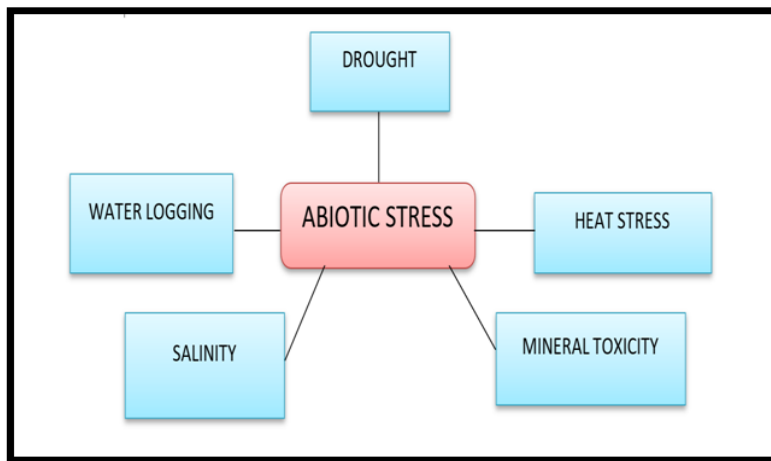 DROUGHT
WATER LOGGING
ABIOTIC STRESS
HEAT STRESS
SALINITY
MINERAL TOXICITY